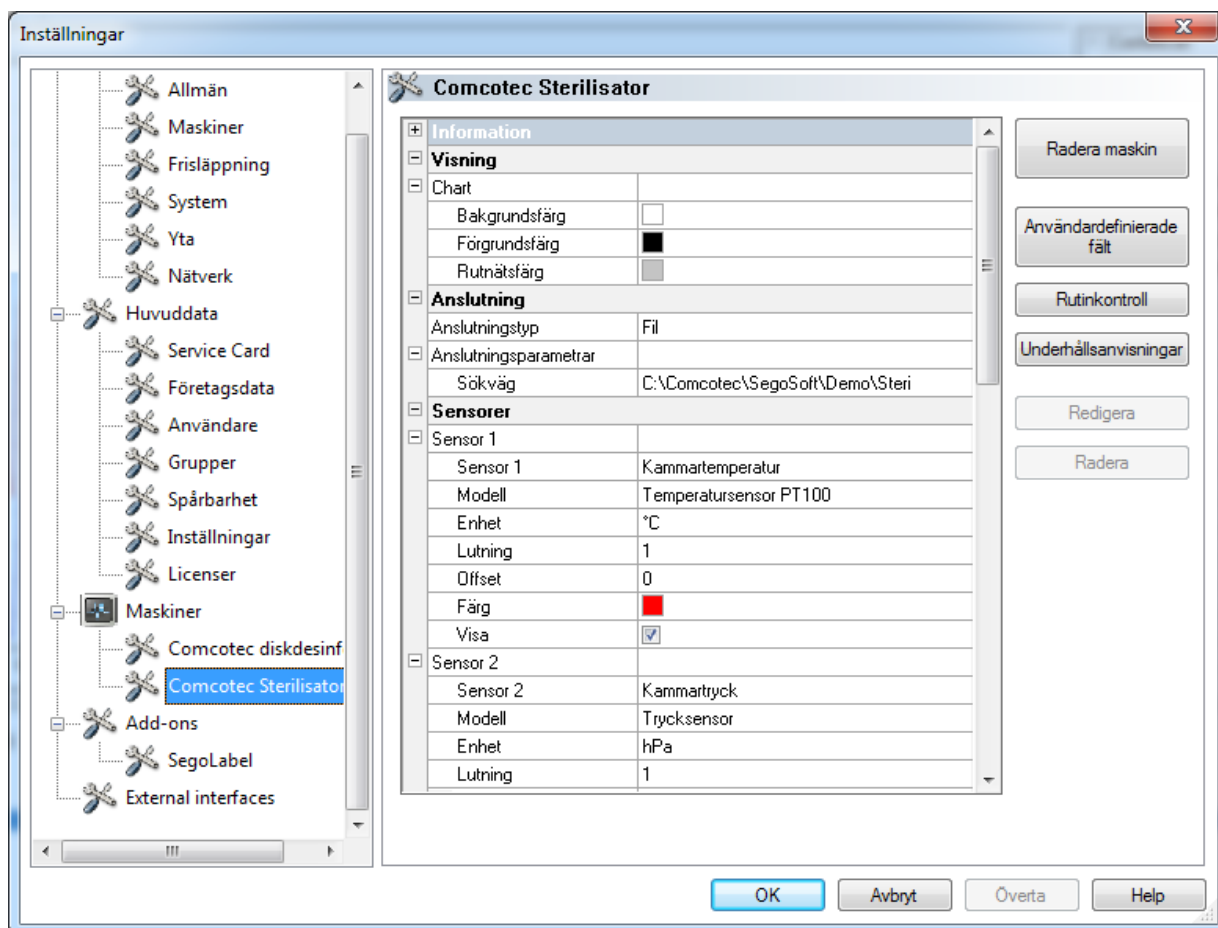 Inställningar
Allmän
Maskiner
Frisläppning
System
Yta
Nätverk
Huvuddata
Service Card
Företagsdata
Användare
Grupper
Spårbarhet
Inställningar
Licenser
Maskiner
Comcotec diskdesinf
Comcotec Sterilisator
Add-ons
SegoLabel
External interfaces
Comcotec Sterilisator
Information
Visning
Chart
Bakgrundsfärg
Förgrundsfärg
Rutnätsfärg
Anslutning
Anslutningstyp Fil
Anslutningsparametrar
Sökväg C:\Comcotec\SegoSoft\Demo\Steri
Sensorer
Sensor 1
Sensor 1 Kammartemperatur
Modell Temperatursensor PT100
Enhet °C
Lutning 1
Offset 0
Färg
Visa
Sensor 2
Sensor 2 Kammartryck
Modell Trycksensor
Enhet hPa
Lutning 1
Radera maskin
Användardefinierade
fält
Rutinkontroll
Underhållsanvisningar
Redigera
Radera
OK
Avbryt
Överta
Help